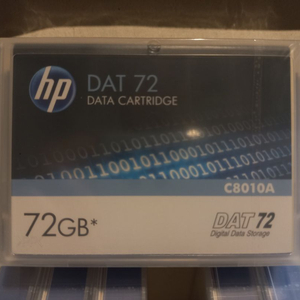 hp
DAT 72
DATA CARTRIDGE
C8010A
72GB*
DAT 72
Digital Data Storage